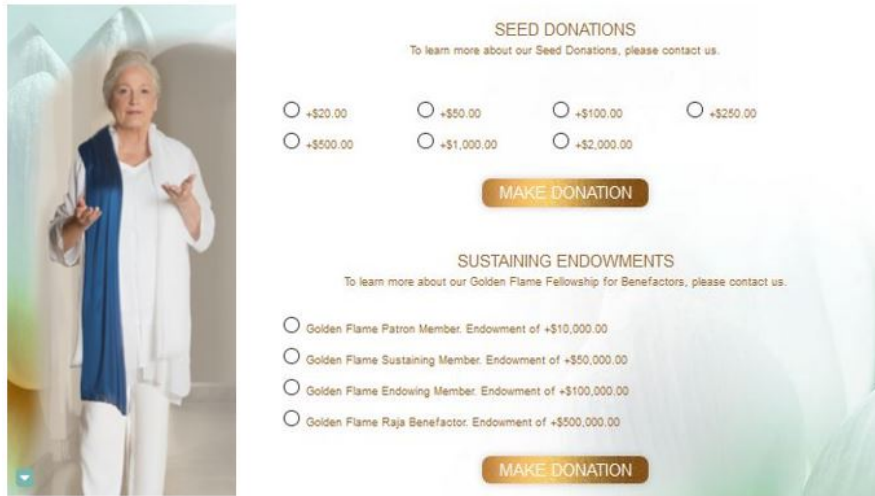 SEED DONATIONS
To learn more about our Seed Donations, please contact us.
+$20.00 +$50.00 +$100.00 +$250.00
+$500.00 +$1,000.00 +$2,000.00
MAKE DONATION
SUSTAINING ENDOWMENTS
To learn more about our Golden Flame Fellowship for Benefactors, please contact us.
Golden Flame Patron Member. Endowment of +$10,000.00
Golden Flame Sustaining Member. Endowment of +$50,000.00
Golden Flame Endowing Member. Endowment of +$100,000.00
Golden Flame Raja Benefactor. Endowment of +$500,000.00
MAKE DONATION